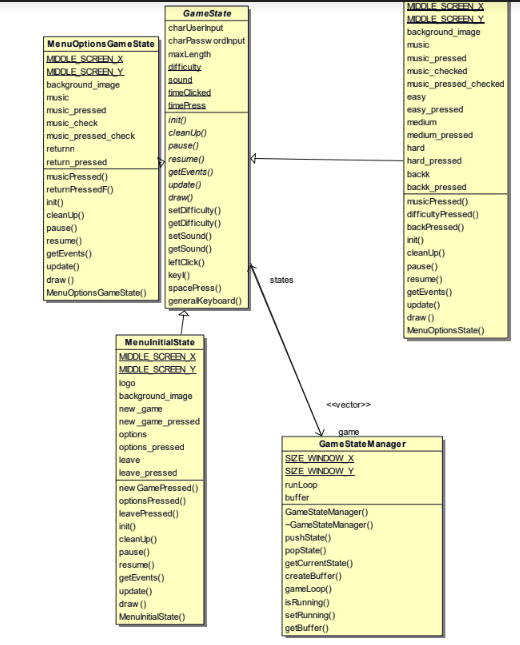 GameState
charUserInput
charPasswordInput
maxLength
difficulty
sound
timeClicked
timePress
init()
cleanUp()
pause()
resume()
getEvents()
update()
draw()
setDifficulty()
getDifficulty()
setSound()
getSound()
leftClick()
keyI()
spacePress()
generalKeyboard()
MenuOptionsGameState
MIDDLE_SCREEN_X
MIDDLE_SCREEN_Y
background_image
music
music_pressed
music_check
music_pressed_check
returnn
return_pressed
musicPressed()
returnPressedF()
init()
cleanUp()
pause()
resume()
getEvents()
update()
draw()
MenuOptionsGameState()
MIDDLE_SCREEN_X
MIDDLE_SCREEN_Y
background_image
music
music_pressed
music_checked
music_pressed_checked
easy
easy_pressed
medium
medium_pressed
hard
hard_pressed
backk
backk_pressed
musicPressed()
difficultyPressed()
backPressed()
init()
cleanUp()
pause()
resume()
getEvents()
update()
draw()
MenuOptionsState()
states
<<vector>>
game
MenuInitialState
MIDDLE_SCREEN_X
MIDDLE_SCREEN_Y
logo
background_image
new_game
new_game_pressed
options
options_pressed
leave
leave_pressed
newGamePressed()
optionsPressed()
leavePressed()
init()
cleanUp()
pause()
resume()
getEvents()
update()
draw()
MenuInitialState()
GameStateManager
SIZE_WINDOW_X
SIZE_WINDOW_Y
runLoop
buffer
GameStateManager()
~GameStateManager()
pushState()
popState()
getCurrentState()
createBuffer()
gameLoop()
isRunning()
setRunning()
getBuffer()